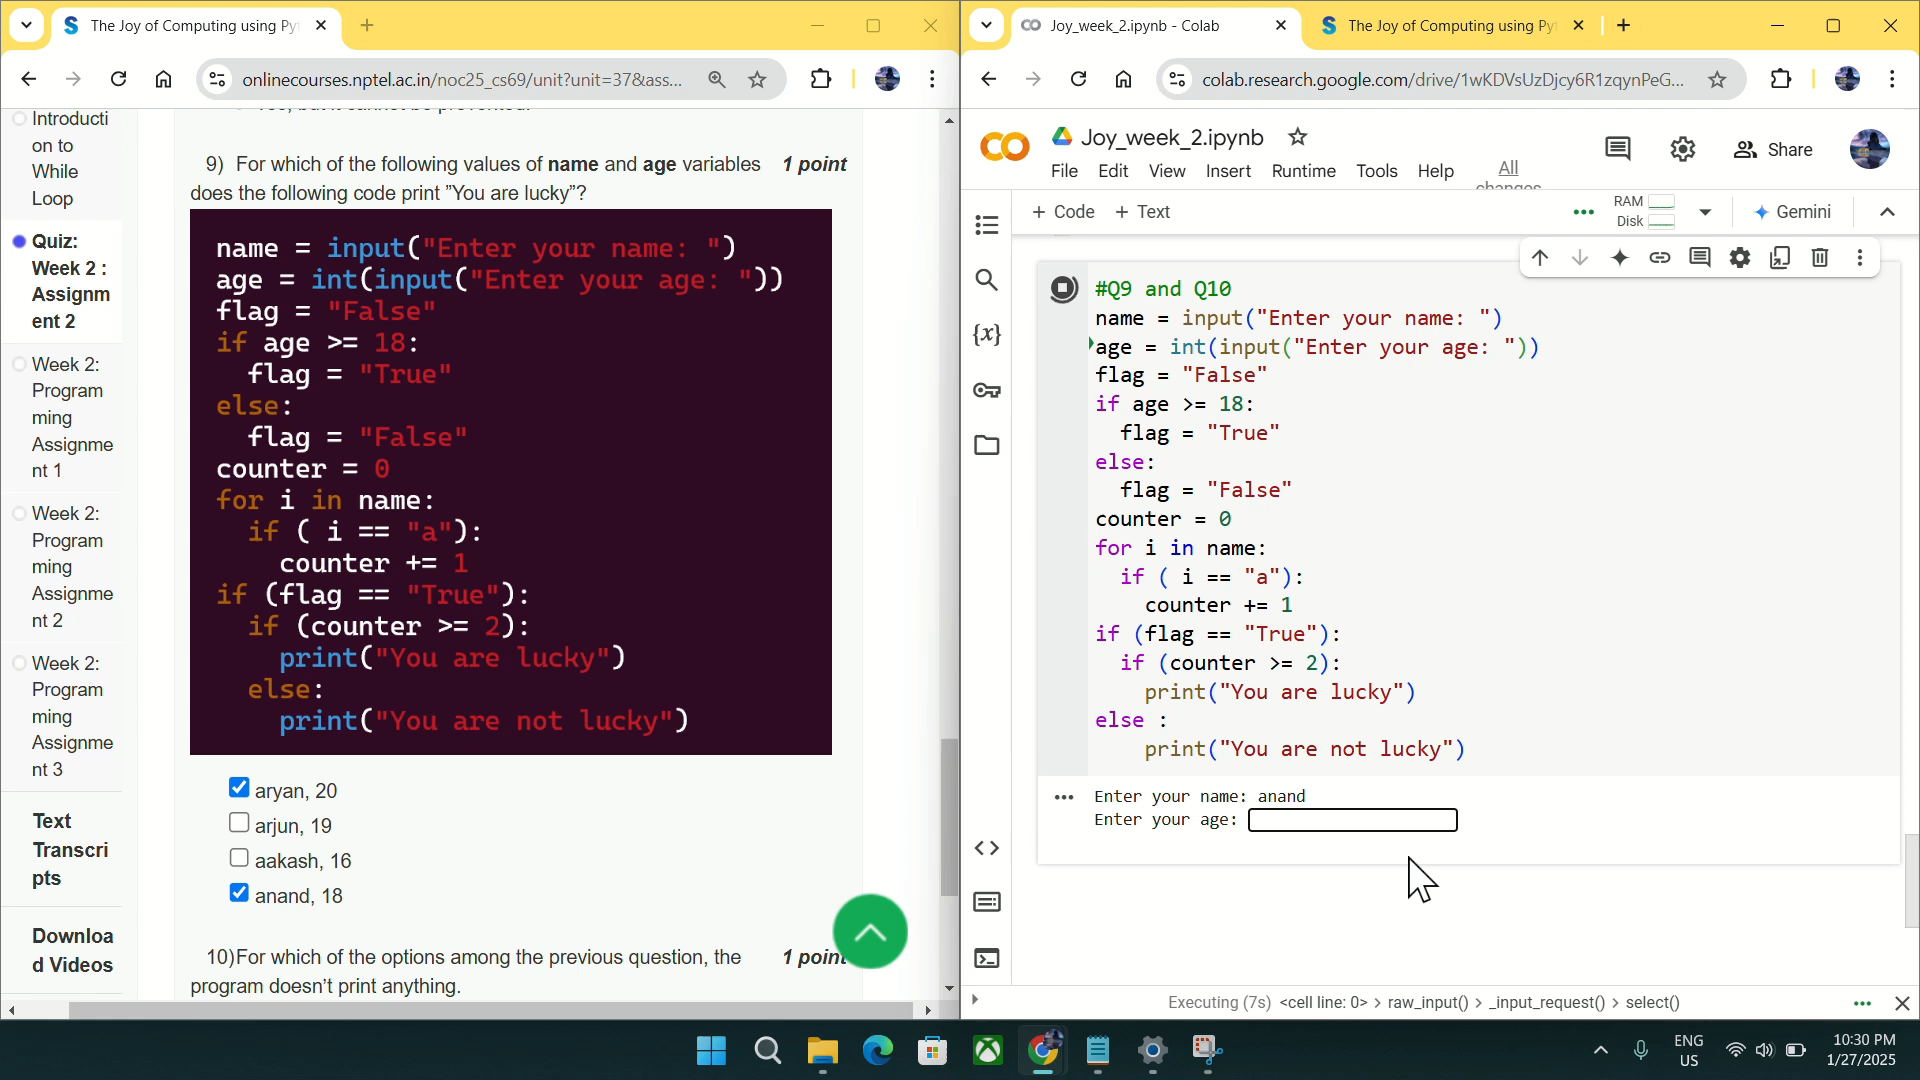 The Joy of Computing using Py
onlinecourses.nptel.ac.in/noc25_cs69/unit?unit=37&ass...
Introducti
on to
While
Loop
Quiz:
Week 2 :
Assignm
ent 2
Week 2:
Program
ming
Assignme
nt 1
Week 2:
Program
ming
Assignme
nt 2
Week 2:
Program
ming
Assignme
nt 3
Text
Transcri
pts
Downloa
d Videos
9) For which of the following values of name and age variables 1 point
does the following code print ”You are lucky”?
name = input("Enter your name: ")
age = int(input("Enter your age: "))
flag = "False"
if age >= 18:
flag = "True"
else:
flag = "False"
counter = 0
for i in name:
if ( i == "a"):
counter += 1
if (flag == "True"):
if (counter >= 2):
print("You are lucky")
else:
print("You are not lucky")
aryan, 20
arjun, 19
aakash, 16
anand, 18
10)For which of the options among the previous question, the 1 point
program doesn’t print anything.
Joy_week_2.ipynb - Colab
The Joy of Computing using Py
colab.research.google.com/drive/1wKDVsUzDjcy6R1zqynPeG...
Joy_week_2.ipynb
File Edit View Insert Runtime Tools Help All
changes
Share
+ Code + Text
RAM
Disk
Gemini
#Q9 and Q10
name = input("Enter your name: ")
age = int(input("Enter your age: "))
flag = "False"
if age >= 18:
flag = "True"
else:
flag = "False"
counter = 0
for i in name:
if ( i == "a"):
counter += 1
if (flag == "True"):
if (counter >= 2):
print("You are lucky")
else :
print("You are not lucky")
Enter your name: anand
Enter your age:
Executing (7s) <cell line: 0> > raw_input() > _input_request() > select()
ENG
US
10:30 PM
1/27/2025